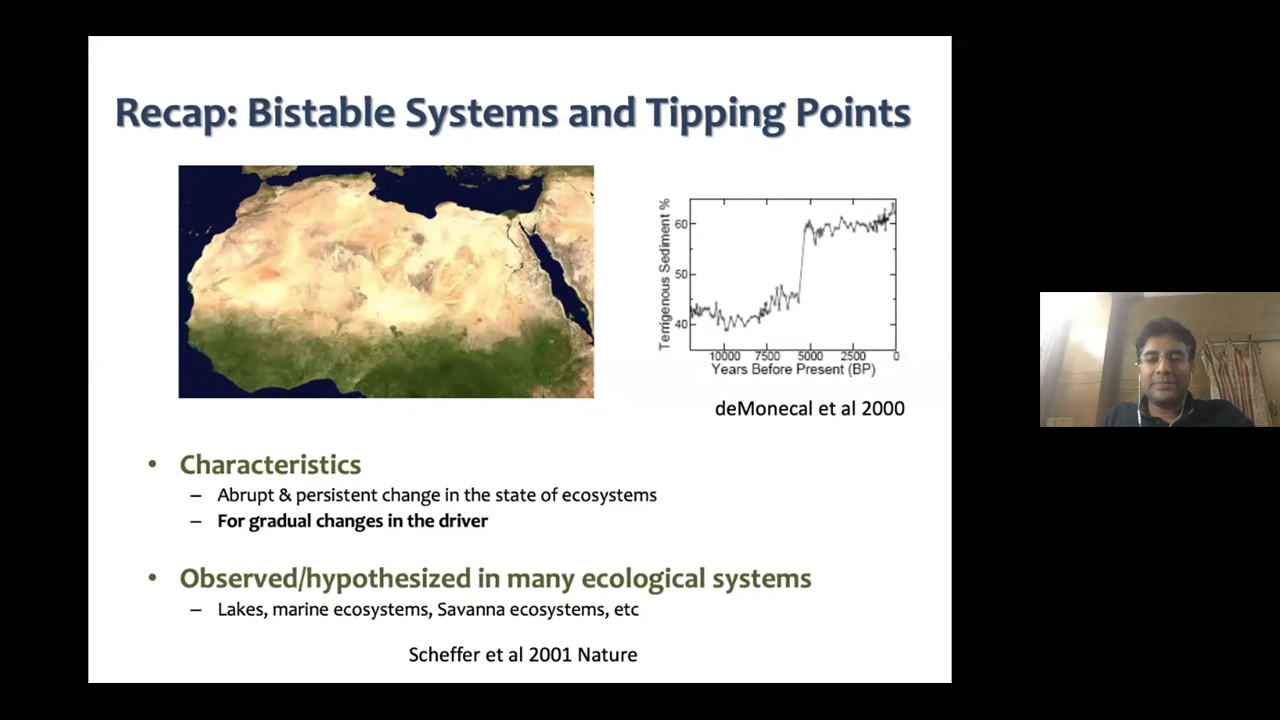 Recap: Bistable Systems and Tipping Points
Terrigenous Sediment %
60
50
40
10000 7500 5000 2500 0
Years Before Present (BP)
deMonecal et al 2000
• Characteristics
– Abrupt & persistent change in the state of ecosystems
– For gradual changes in the driver
• Observed/hypothesized in many ecological systems
– Lakes, marine ecosystems, Savanna ecosystems, etc
Scheffer et al 2001 Nature